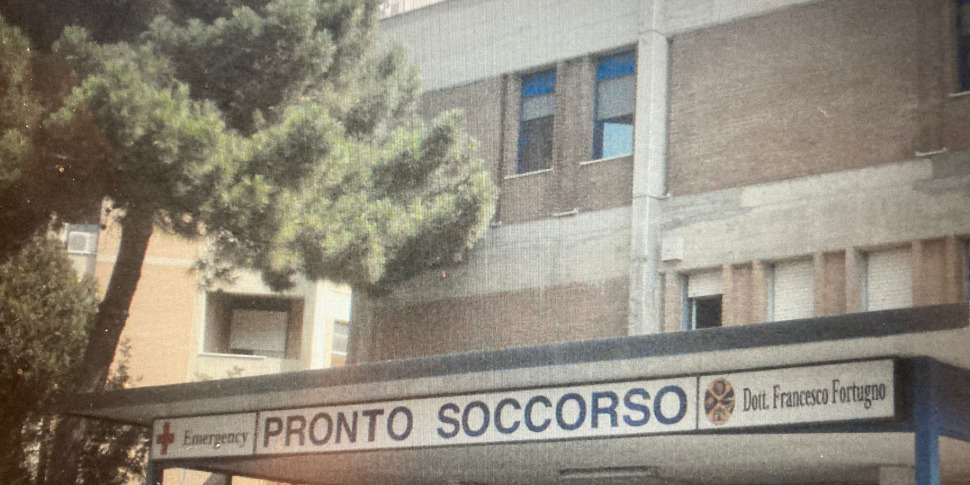 Emergency PRONTO SOCCORSO Dott. Francesco Fortugno